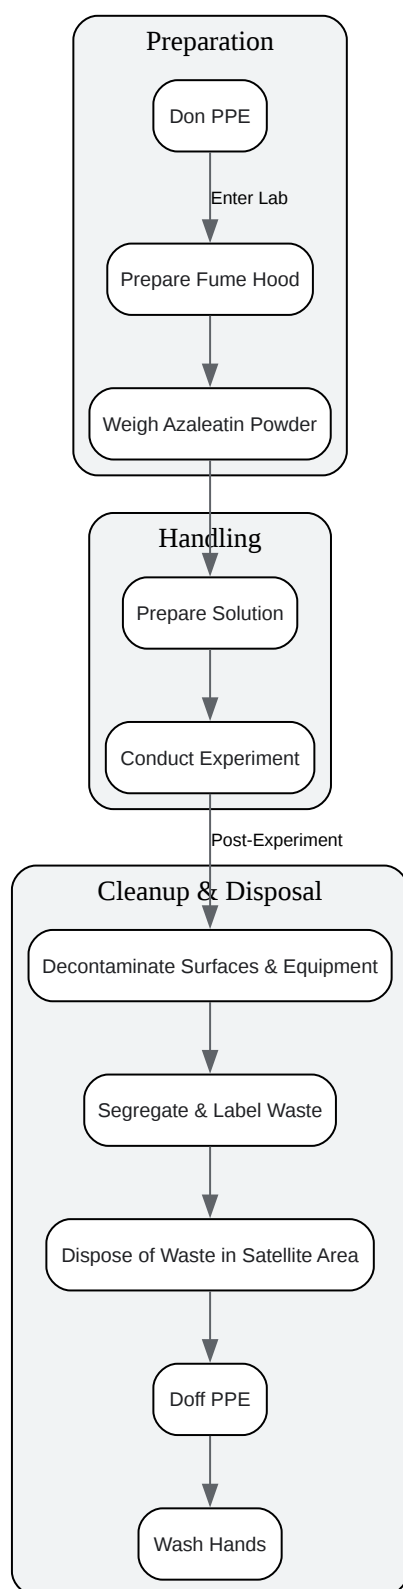 Preparation
Don PPE
Enter Lab
Prepare Fume Hood
Weigh Azaleatin Powder
Handling
Prepare Solution
Conduct Experiment
Post-Experiment
Cleanup & Disposal
Decontaminate Surfaces & Equipment
Segregate & Label Waste
Dispose of Waste in Satellite Area
Doff PPE
Wash Hands